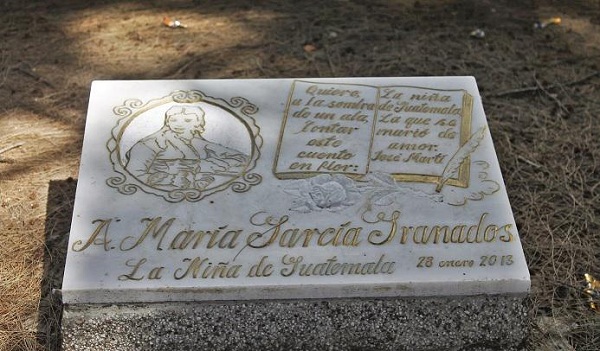 Quiero,
a la sombra
de un ala,
contar
este
cuento
en flor:
La niña
de Guatemala,
La que se
murió de
amor.
José Martí
A María García Granados
La Niña de Guatemala 28 enero 2013